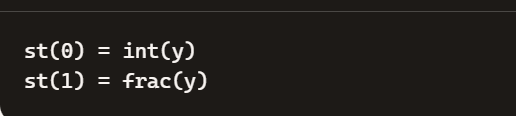 st(0) = int(y)
st(1) = frac(y)